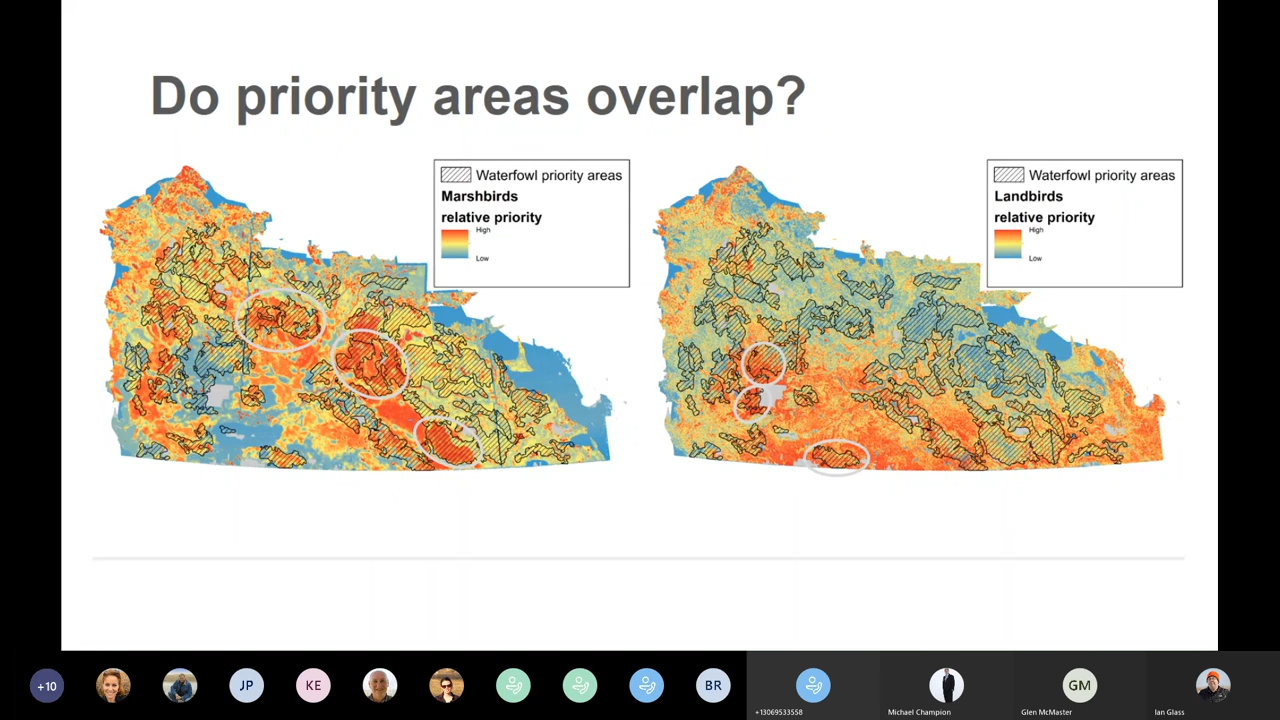 Do priority areas overlap?
Waterfowl priority areas
Marshbirds
relative priority
High
Low
Waterfowl priority areas
Landbirds
relative priority
High
Low
+10
JP
KE
BR
+13069533558
Michael Champion
GM
Glen McMaster
Ian Glass